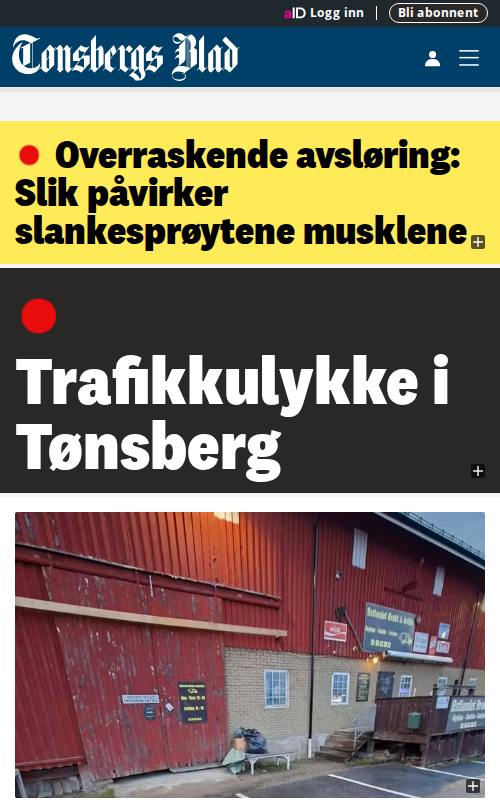 aID Logg inn
Bli abonnent
Tønsbergs Blad
Overraskende avsløring:
Slik påvirker
slankesprøytene musklene
Trafikkulykke i
Tønsberg